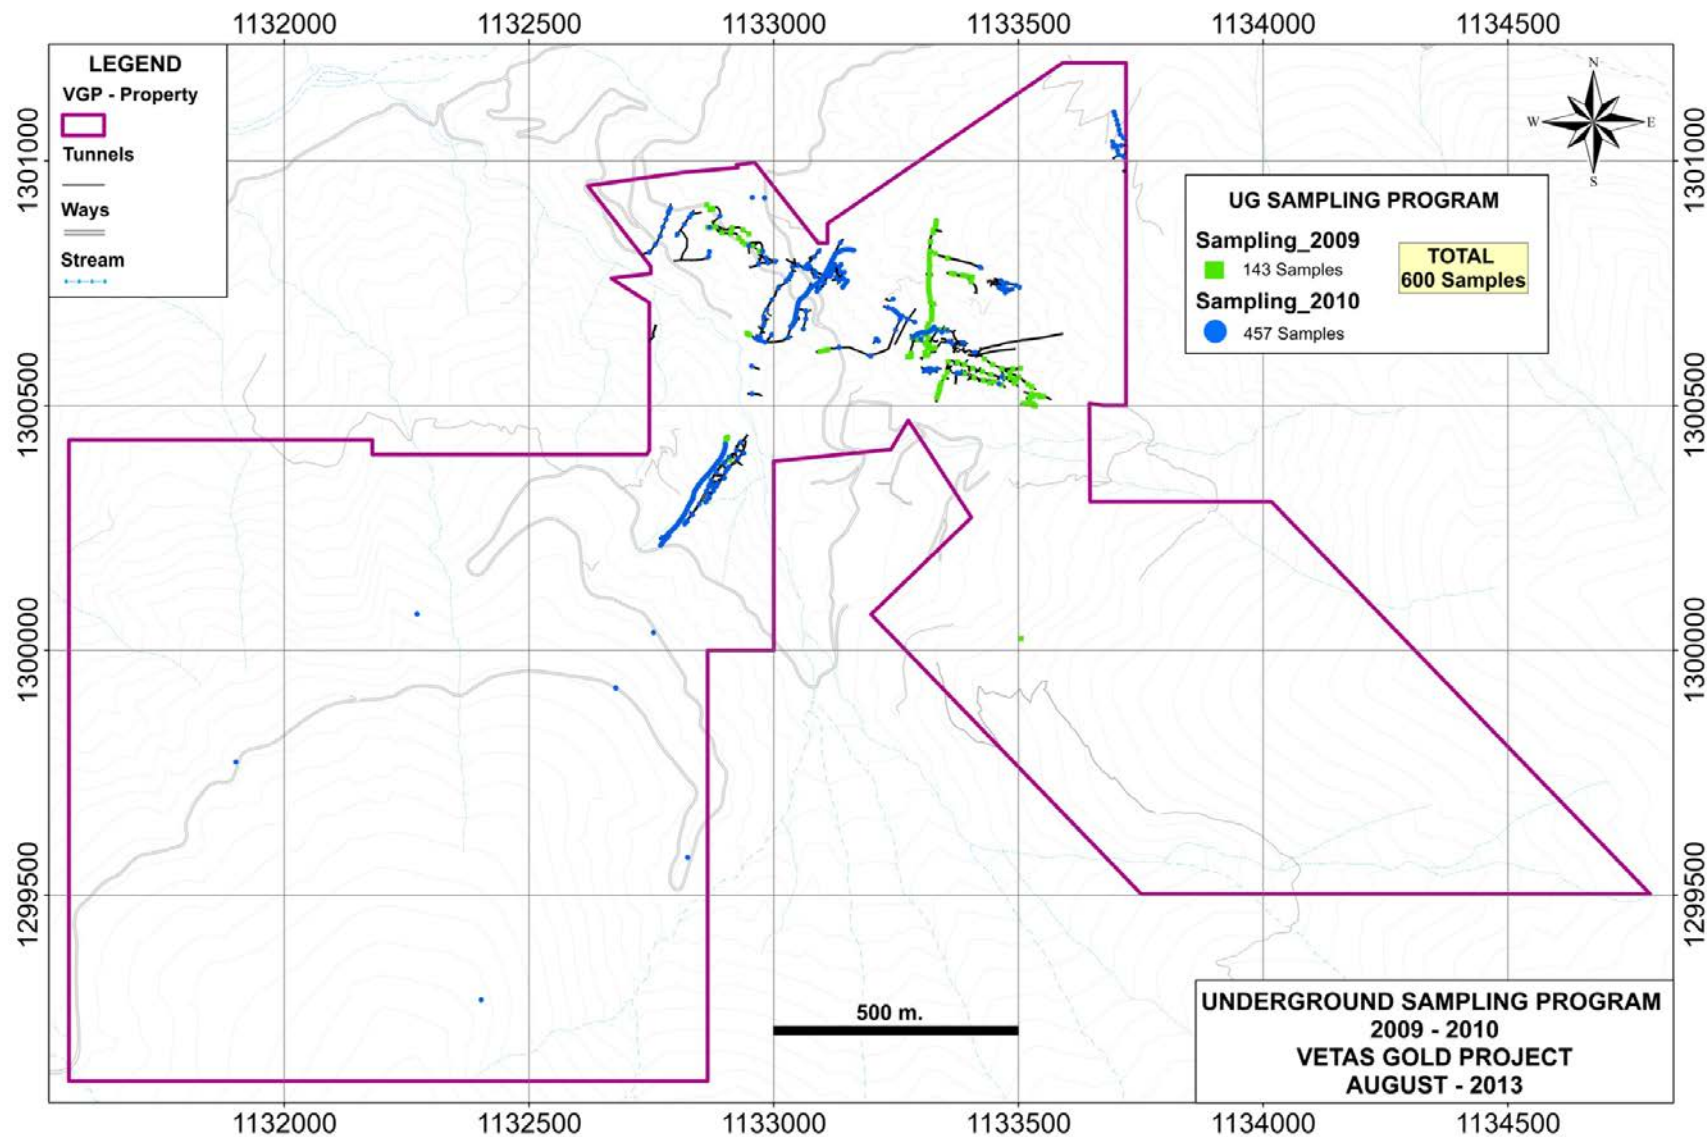 1132000 1132500 1133000 1133500 1134000 1134500
LEGEND
VGP - Property
Tunnels
Ways
Stream
N
W E
S
UG SAMPLING PROGRAM
Sampling_2009
143 Samples
Sampling_2010
457 Samples
TOTAL
600 Samples
1301000 1301000
1300500 1300500
1300000 1300000
1299500 1299500
500 m.
UNDERGROUND SAMPLING PROGRAM
2009 - 2010
VETAS GOLD PROJECT
AUGUST - 2013
1132000 1132500 1133000 1133500 1134000 1134500